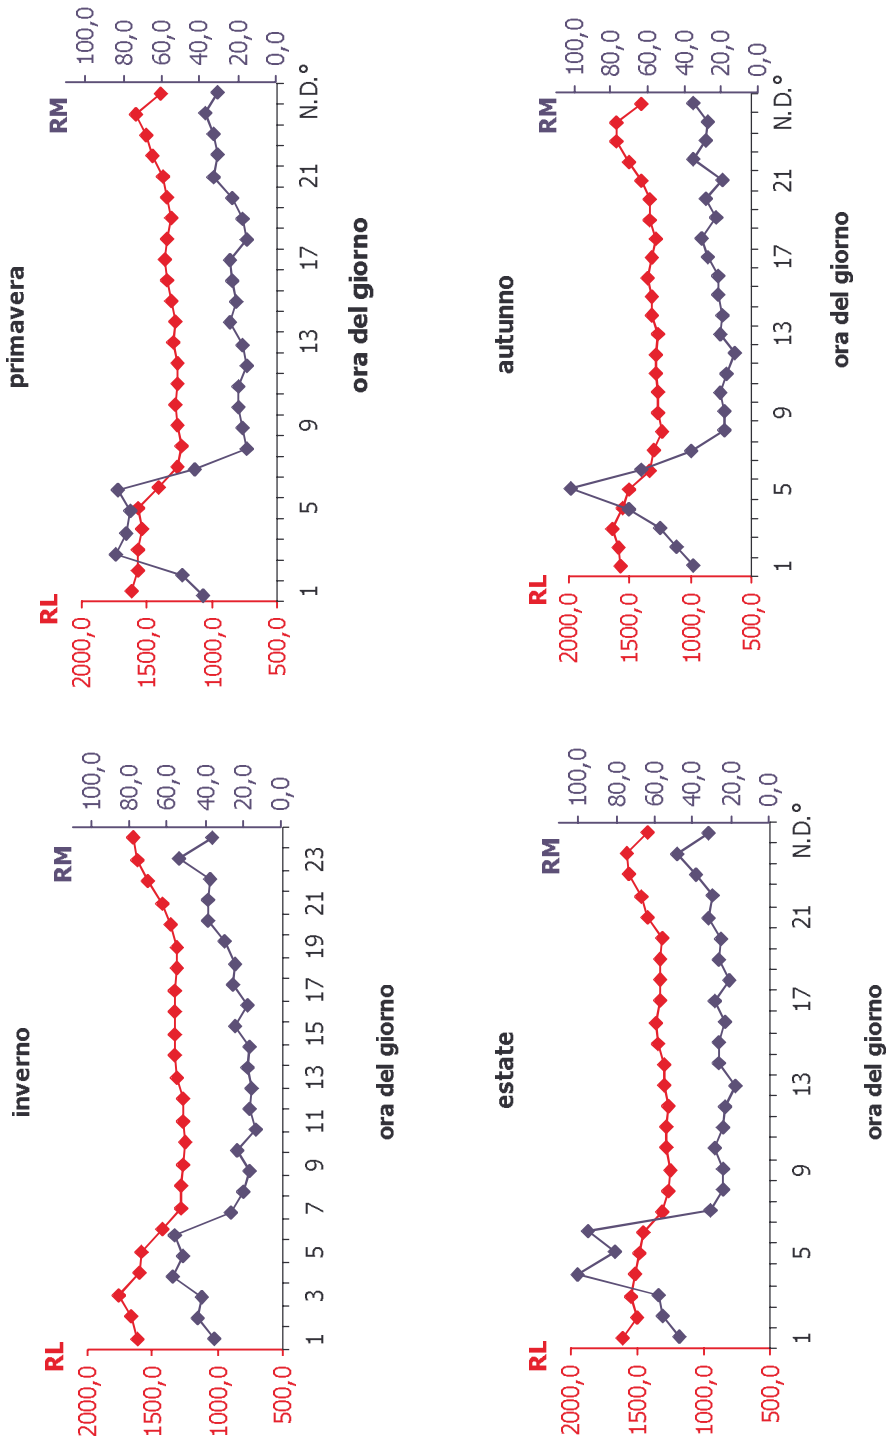 inverno
RL RM
2000,0 100,0
80,0
1500,0 60,0
40,0
1000,0 20,0
500,0 0,0
1 3 5 7 9 11 13 15 17 19 21 23
ora del giorno
primavera
RL RM
2000,0 100,0
80,0
1500,0 60,0
40,0
1000,0 20,0
500,0 0,0
1 5 9 13 17 21 N.D.°
ora del giorno
estate
RL RM
2000,0 100,0
80,0
1500,0 60,0
40,0
1000,0 20,0
500,0 0,0
1 5 9 13 17 21 N.D.°
ora del giorno
autunno
RL RM
2000,0 100,0
80,0
1500,0 60,0
40,0
1000,0 20,0
500,0 0,0
1 5 9 13 17 21 N.D.°
ora del giorno